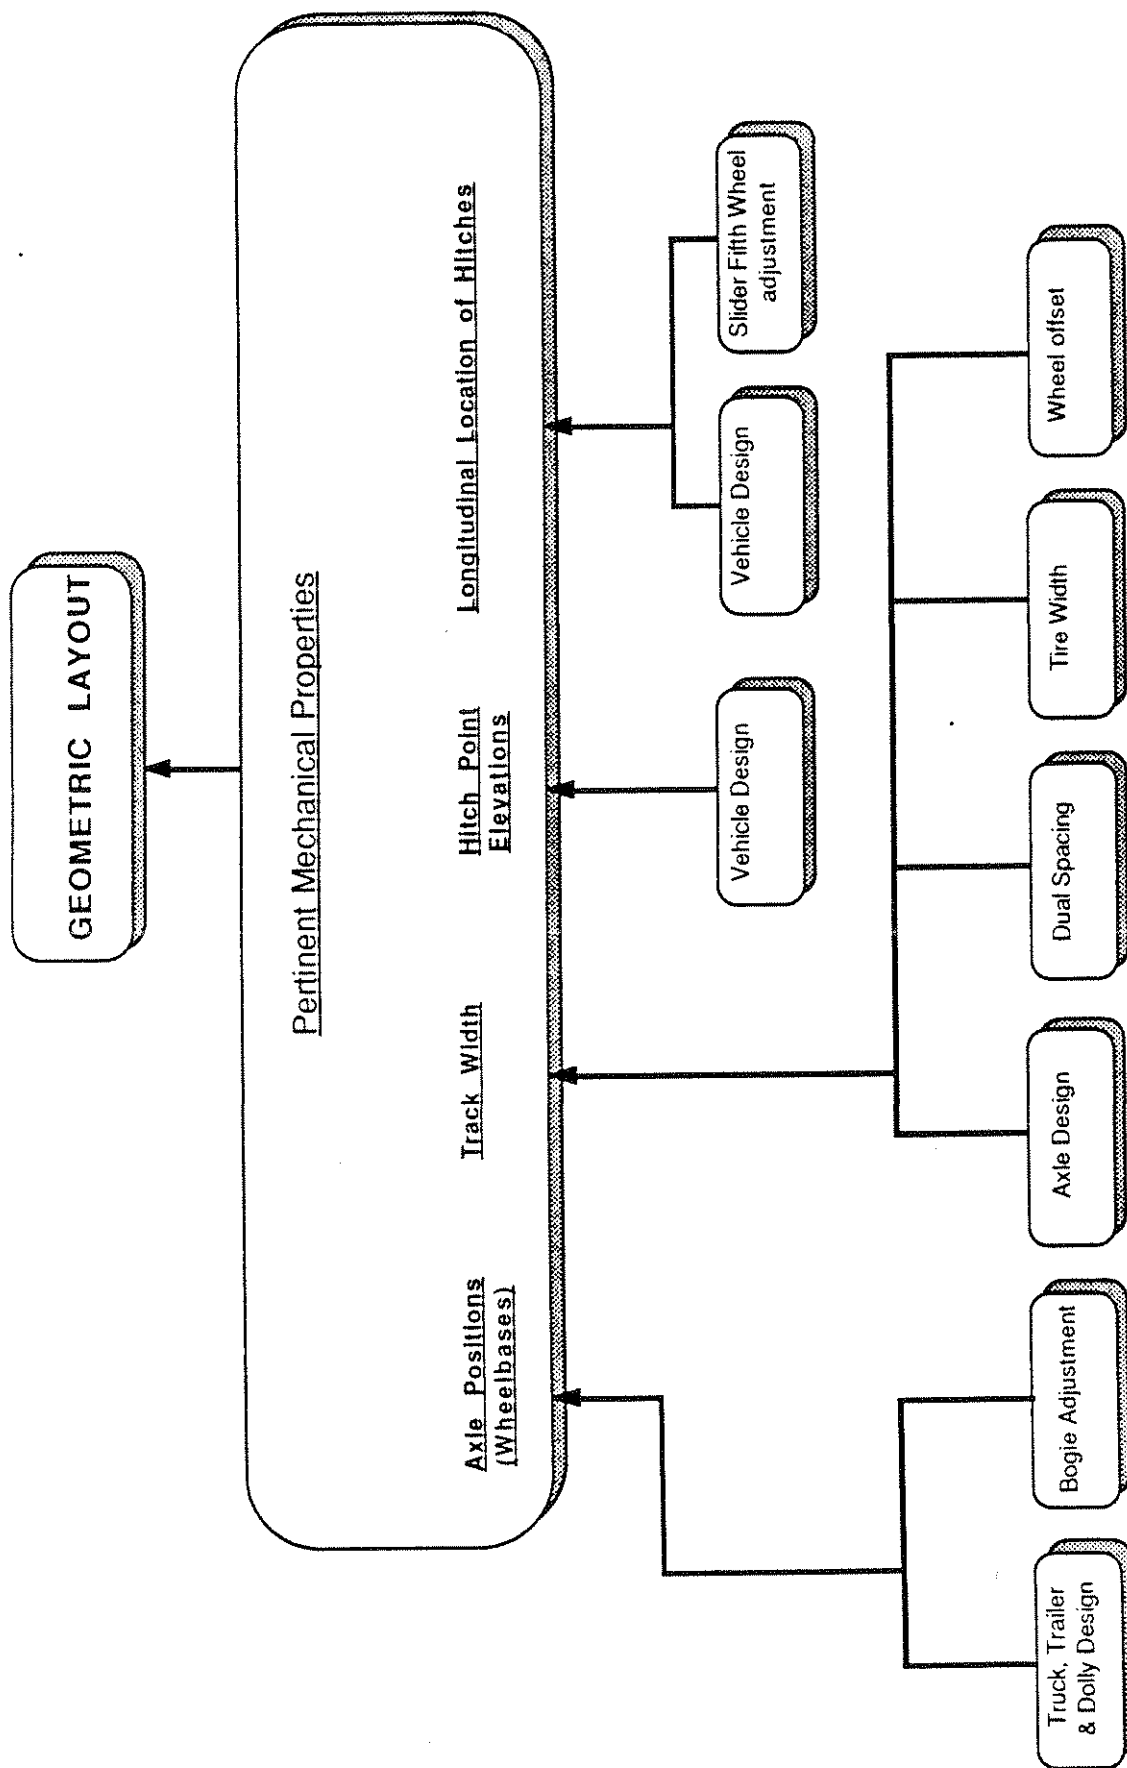 GEOMETRIC LAYOUT
Pertinent Mechanical Properties
Axle Positions
(Wheelbases)
Track Width
Hitch Point
Elevations
Longitudinal Location of Hitches
Vehicle Design
Vehicle Design
Slider Fifth Wheel
adjustment
Truck, Trailer
& Dolly Design
Bogie Adjustment
Axle Design
Dual Spacing
Tire Width
Wheel offset